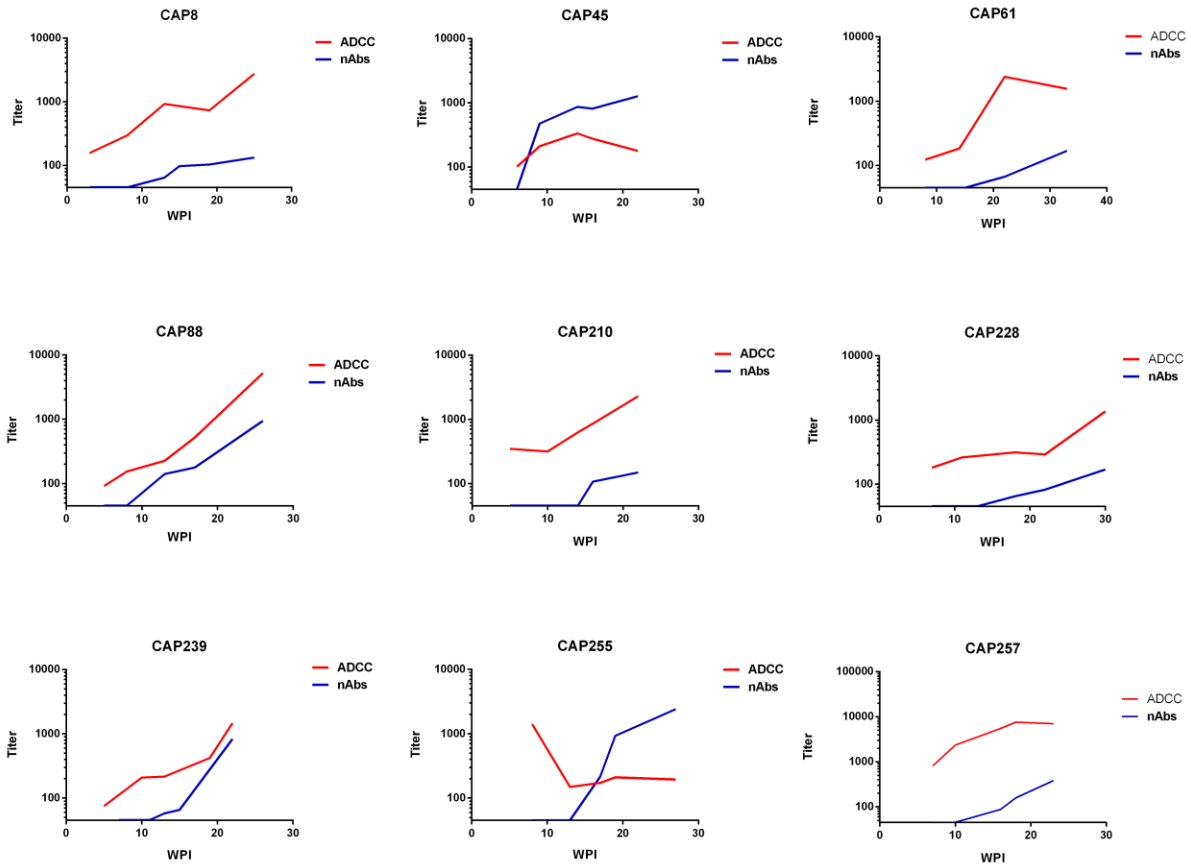 CAP8
10000
1000
100
Titer
0 10 20 30
WPI
ADCC
nAbs
CAP45
10000
1000
100
Titer
0 10 20 30
WPI
ADCC
nAbs
CAP61
10000
1000
100
Titer
0 10 20 30 40
WPI
ADCC
nAbs
CAP88
10000
1000
100
Titer
0 10 20 30
WPI
ADCC
nAbs
CAP210
10000
1000
100
Titer
0 10 20 30
WPI
ADCC
nAbs
CAP228
10000
1000
100
Titer
0 10 20 30
WPI
ADCC
nAbs
CAP239
10000
1000
100
Titer
0 10 20 30
WPI
ADCC
nAbs
CAP255
10000
1000
100
Titer
0 10 20 30
WPI
ADCC
nAbs
CAP257
100000
10000
1000
100
Titer
0 10 20 30
WPI
ADCC
nAbs